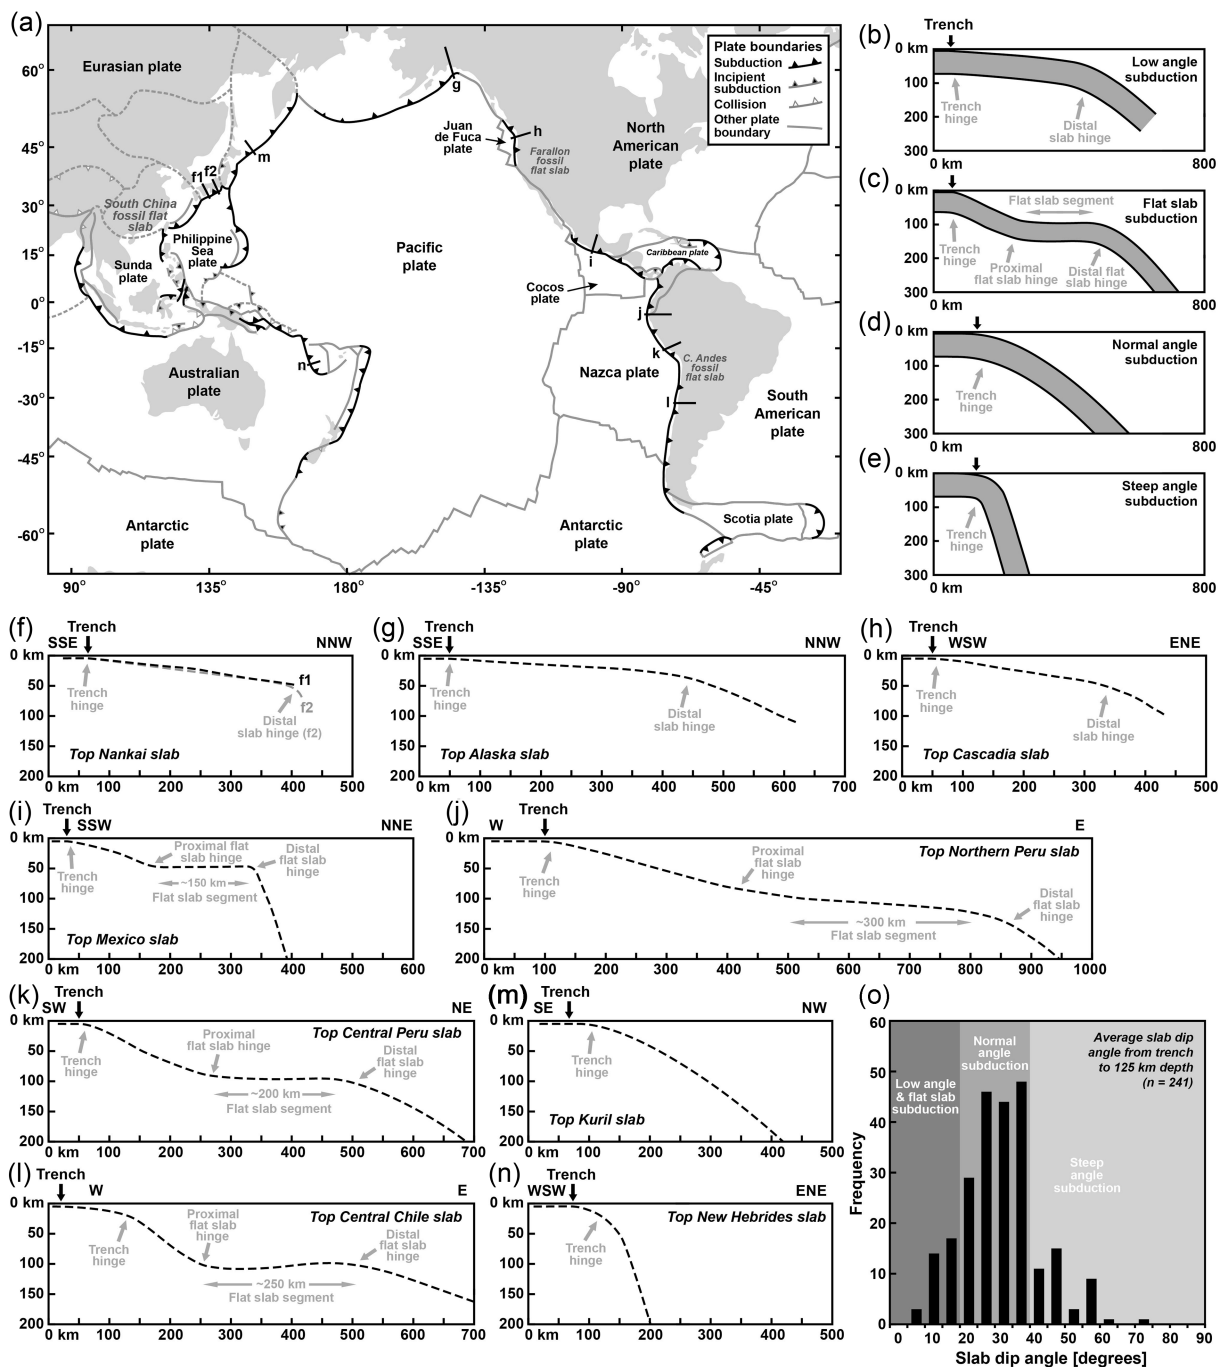 (a)
Eurasian plate
60°
45°
30°
15°
0°
-15°
-30°
-45°
-60°
90°
135°
180°
-135°
-90°
-45°
Plate boundaries
Subduction
Incipient
subduction
Collision
Other plate
boundary
g
h
Juan
de Fuca
plate
Farallon
fossil
flat slab
North
American
plate
m
f1
f2
South China
fossil flat
slab
Philippine
Sea
plate
Sunda
plate
Pacific
plate
i
Caribbean plate
Cocos
plate
j
k
C. Andes
fossil
flat slab
n
Australian
plate
Nazca plate
l
South
American
plate
Antarctic
plate
Antarctic
plate
Scotia plate
(b)
Trench
0 km
100
200
300
0 km
800
Low angle
subduction
Trench
hinge
Distal
slab hinge
(c)
0 km
100
200
300
0 km
800
Flat slab segment
Flat slab
subduction
Trench
hinge
Proximal
flat slab hinge
Distal flat
slab hinge
(d)
0 km
100
200
300
0 km
800
Normal angle
subduction
Trench
hinge
(e)
0 km
100
200
300
0 km
800
Steep angle
subduction
Trench
hinge
(f)
Trench
SSE
NNW
0 km
50
100
150
200
0 km
100
200
300
400
500
Trench
hinge
f1
f2
Distal
slab hinge (f2)
Top Nankai slab
(g)
Trench
SSE
NNW
0 km
50
100
150
200
0 km
100
200
300
400
500
600
700
Trench
hinge
Distal
slab hinge
Top Alaska slab
(h)
Trench
WSW
ENE
0 km
50
100
150
200
0 km
100
200
300
400
500
Trench
hinge
Distal
slab hinge
Top Cascadia slab
(i)
Trench
SSW
NNE
0 km
50
100
150
200
0 km
100
200
300
400
500
600
Proximal flat
slab hinge
Distal
flat slab
hinge
Trench
hinge
~150 km
Flat slab segment
Top Mexico slab
(j)
Trench
W
E
0 km
50
100
150
200
0 km
100
200
300
400
500
600
700
800
900
1000
Top Northern Peru slab
Trench
hinge
Proximal
flat slab
hinge
Distal
flat slab
hinge
~300 km
Flat slab segment
(k)
Trench
SW
NE
0 km
50
100
150
200
0 km
100
200
300
400
500
600
700
Top Central Peru slab
Trench
hinge
Proximal
flat slab hinge
Distal
flat slab
hinge
~200 km
Flat slab segment
(m)
Trench
SE
NW
0 km
50
100
150
200
0 km
100
200
300
400
500
Trench
hinge
Top Kuril slab
(l)
Trench
W
E
0 km
50
100
150
200
0 km
100
200
300
400
500
600
700
Top Central Chile slab
Trench
hinge
Proximal
flat slab
hinge
Distal
flat slab
hinge
~250 km
Flat slab segment
(n)
Trench
WSW
ENE
0 km
50
100
150
200
0 km
100
200
300
400
500
Top New Hebrides slab
Trench
hinge
(o)
60
50
40
30
20
10
0
Frequency
Low angle
& flat slab
subduction
Normal
angle
subduction
Steep
angle
subduction
Average slab dip
angle from trench
to 125 km depth
(n = 241)
0
10
20
30
40
50
60
70
80
90
Slab dip angle [degrees]